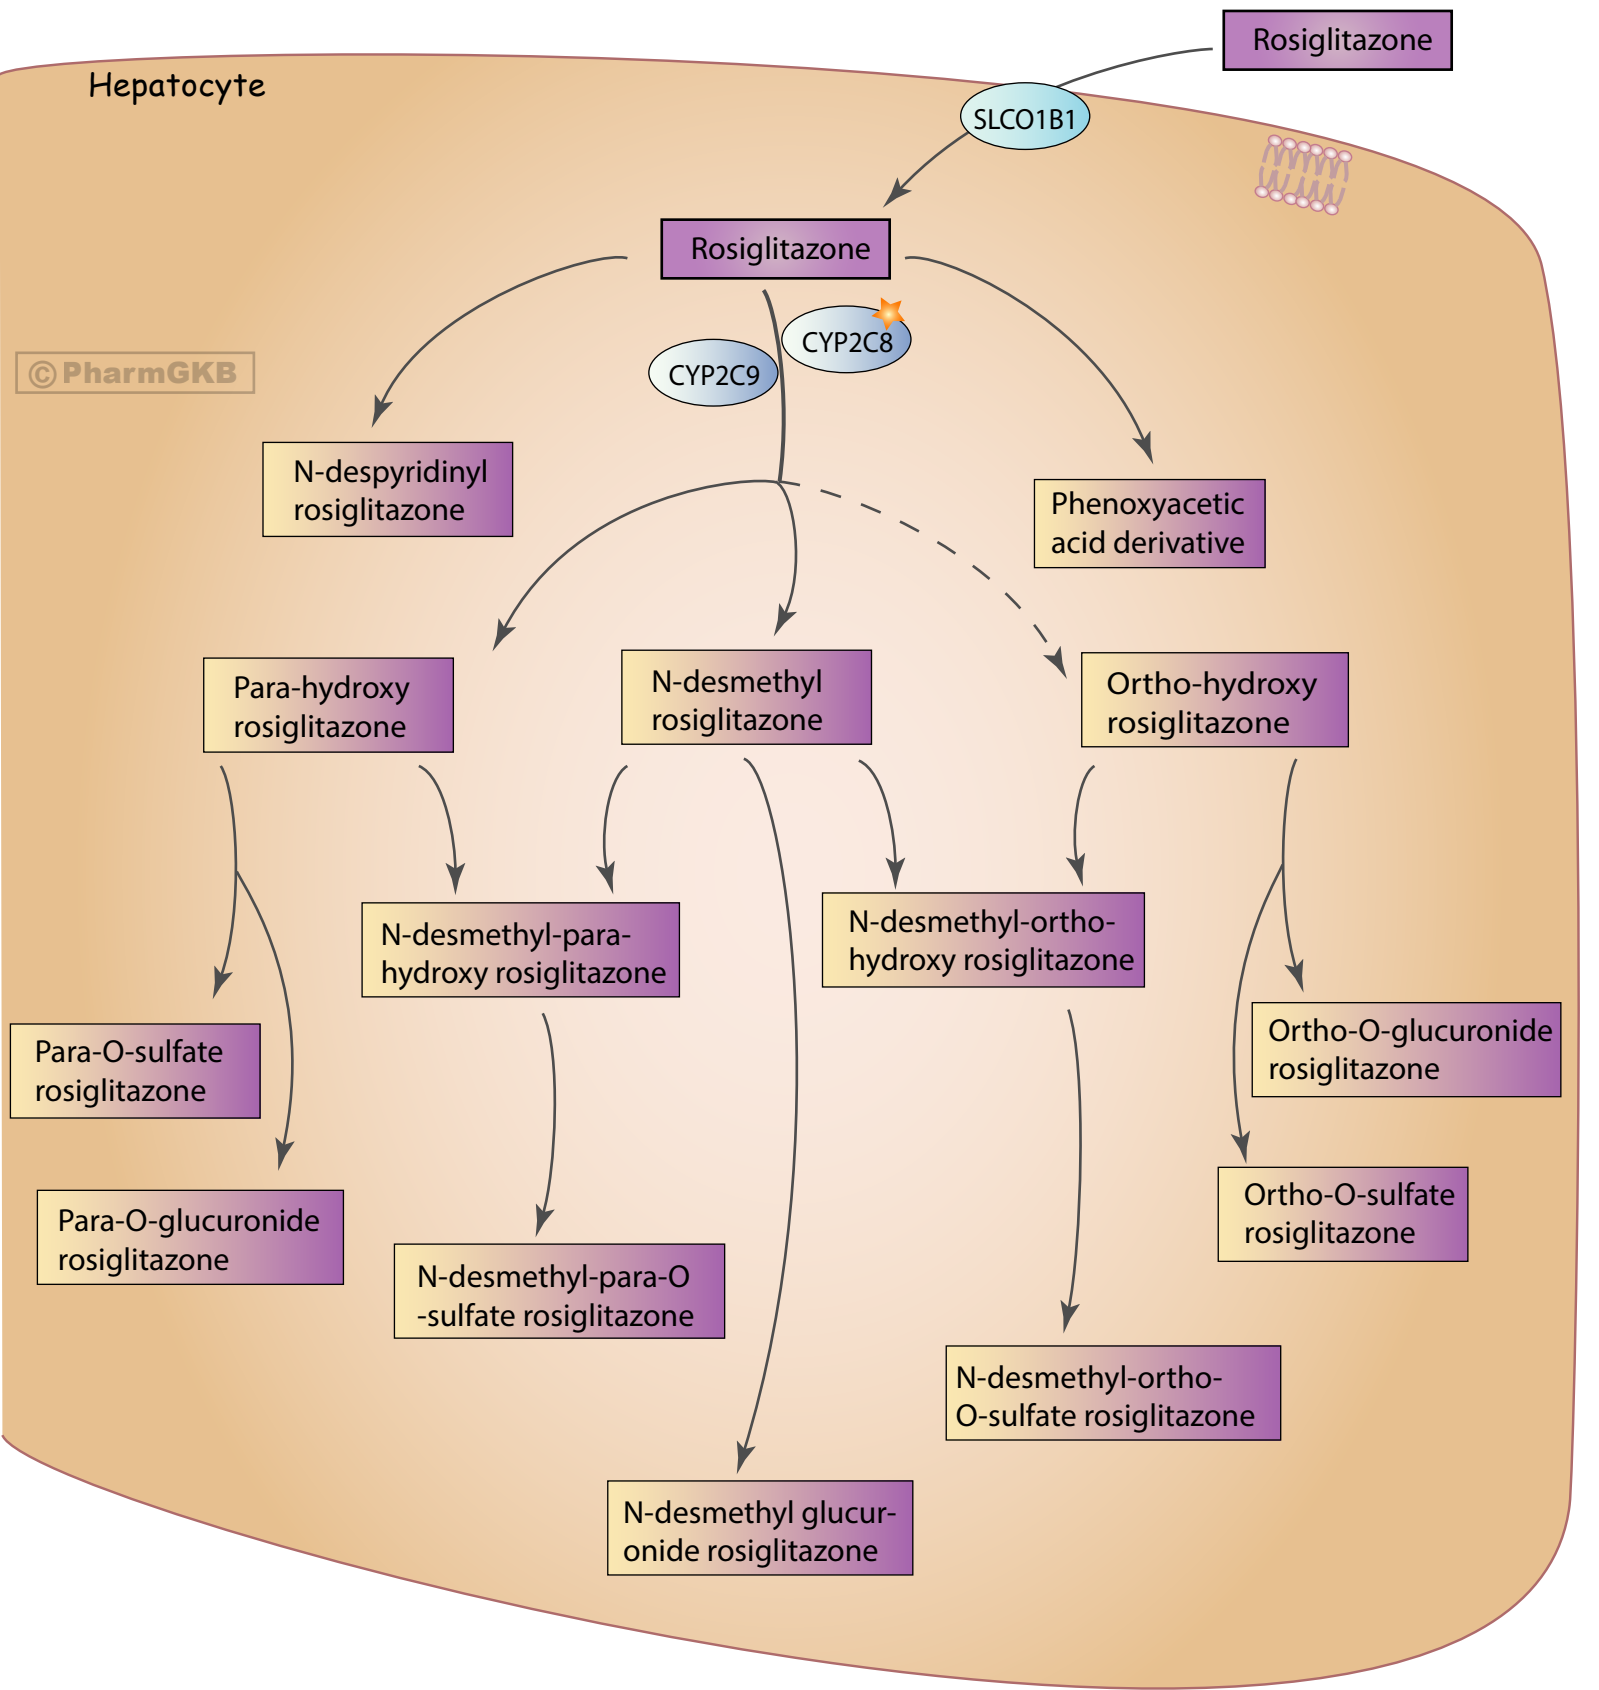 Rosiglitazone
Hepatocyte
SLCO1B1
Rosiglitazone
CYP2C8
CYP2C9
© PharmGKB
N-despyridinyl
rosiglitazone
Phenoxyacetic
acid derivative
Para-hydroxy
rosiglitazone
N-desmethyl
rosiglitazone
Ortho-hydroxy
rosiglitazone
N-desmethyl-para-
hydroxy rosiglitazone
N-desmethyl-ortho-
hydroxy rosiglitazone
Para-O-sulfate
rosiglitazone
Ortho-O-glucuronide
rosiglitazone
Para-O-glucuronide
rosiglitazone
Ortho-O-sulfate
rosiglitazone
N-desmethyl-para-O
-sulfate rosiglitazone
N-desmethyl-ortho-
O-sulfate rosiglitazone
N-desmethyl glucur-
onide rosiglitazone